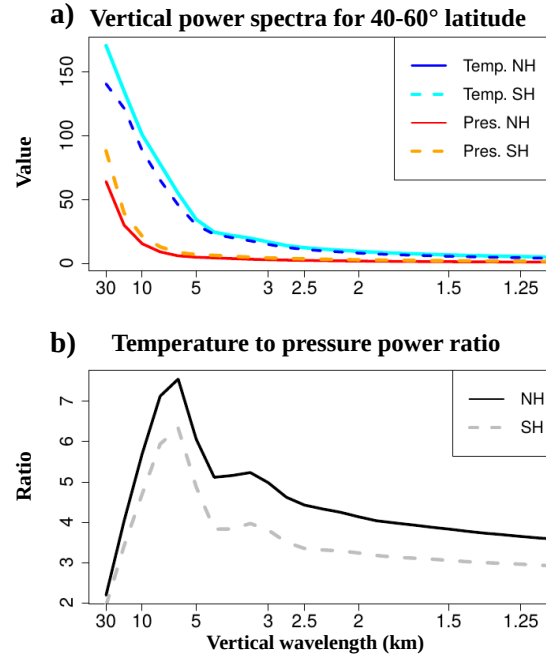 a) Vertical power spectra for 40-60° latitude
Value
0
50
100
150
Temp. NH
Temp. SH
Pres. NH
Pres. SH
30 10 5 3 2.5 2 1.5 1.25
b) Temperature to pressure power ratio
Ratio
2
3
4
5
6
7
NH
SH
30 10 5 3 2.5 2 1.5 1.25
Vertical wavelength (km)